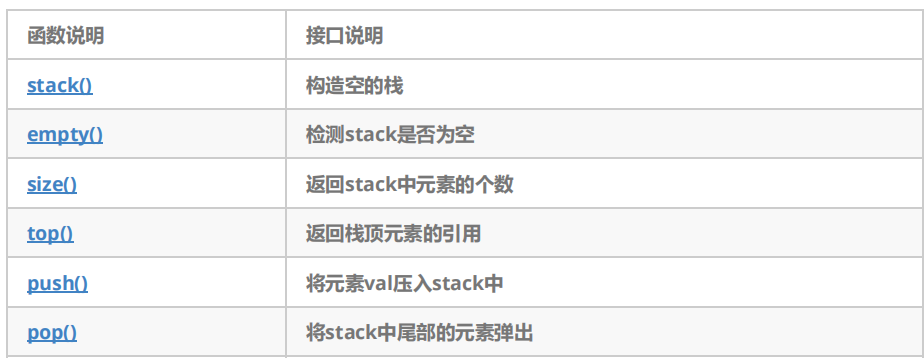 函数说明 接口说明
stack() 构造空的栈
empty() 检测stack是否为空
size() 返回stack中元素的个数
top() 返回栈顶元素的引用
push() 将元素val压入stack中
pop() 将stack中尾部的元素弹出